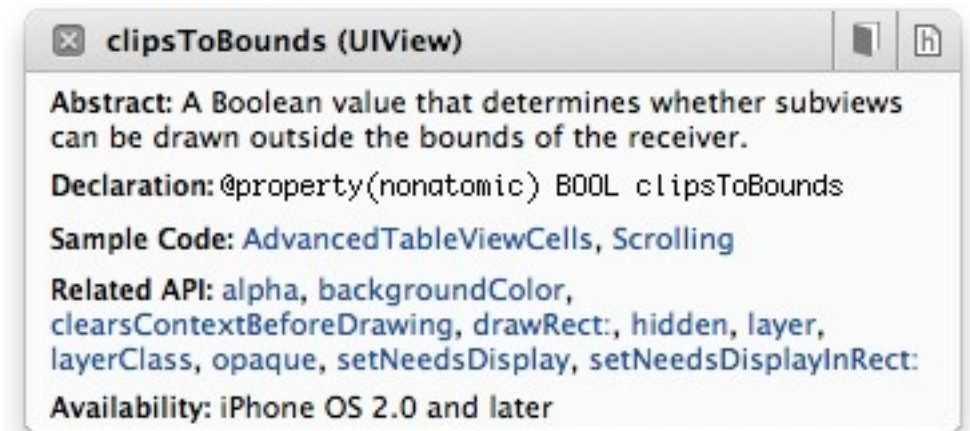 clipsToBounds (UIView)
h
Abstract: A Boolean value that determines whether subviews
can be drawn outside the bounds of the receiver.
Declaration: @property(nonatomic) BOOL clipsToBounds
Sample Code: AdvancedTableViewCells, Scrolling
Related API: alpha, backgroundColor,
clearsContextBeforeDrawing, drawRect:, hidden, layer,
layerClass, opaque, setNeedsDisplay, setNeedsDisplayInRect:
Availability: iPhone OS 2.0 and later